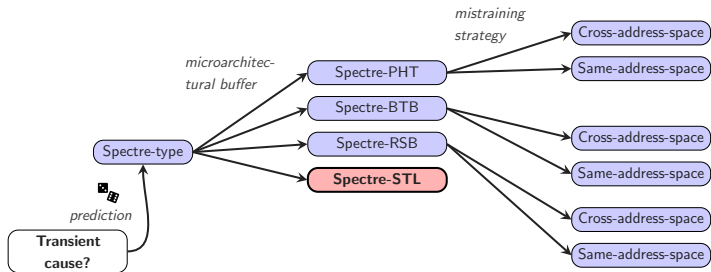 mistraining
strategy
Cross-address-space
microarchitec-
tural buffer
Spectre-PHT
Same-address-space
Spectre-BTB
Cross-address-space
Spectre-type
Spectre-RSB
Same-address-space
Spectre-STL
prediction
Cross-address-space
Transient
cause?
Same-address-space